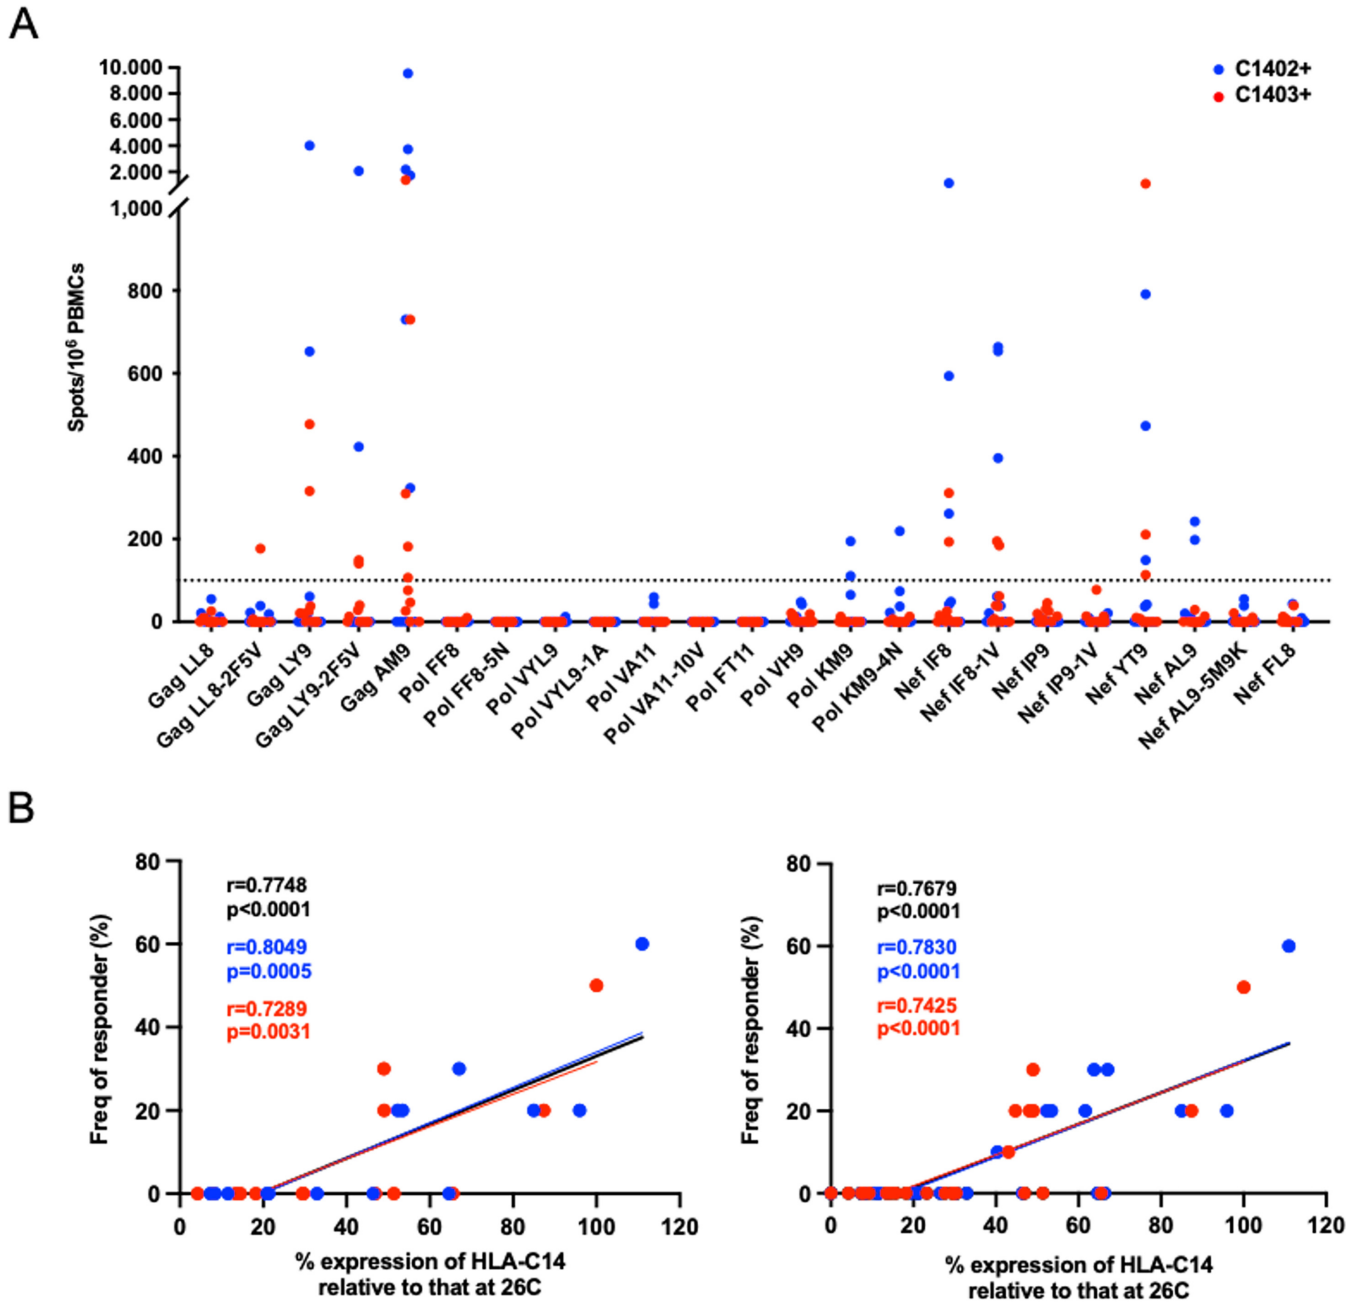 A
10.000
8.000
6.000
4.000
2.000
1,000
800
600
400
200
0
Spots/10⁶ PBMCs
C1402+
C1403+
Gag LL8
Gag LL8-2F5V
Gag LY9
Gag LY9-2F5V
Gag AM9
Pol FF8
Pol FF8-5N
Pol VYL9
Pol VYL9-1A
Pol VA11
Pol VA11-10V
Pol FT11
Pol VH9
Pol KM9
Pol KM9-4N
Nef IF8
Nef IF8-1V
Nef IP9
Nef IP9-1V
Nef YT9
Nef AL9
Nef AL9-5M9K
Nef FL8
B
80
60
40
20
0
Freq of responder (%)
r=0.7748
p<0.0001
r=0.8049
p=0.0005
r=0.7289
p=0.0031
0 20 40 60 80 100 120
% expression of HLA-C14
relative to that at 26C
80
60
40
20
0
Freq of responder (%)
r=0.7679
p<0.0001
r=0.7830
p<0.0001
r=0.7425
p<0.0001
0 20 40 60 80 100 120
% expression of HLA-C14
relative to that at 26C